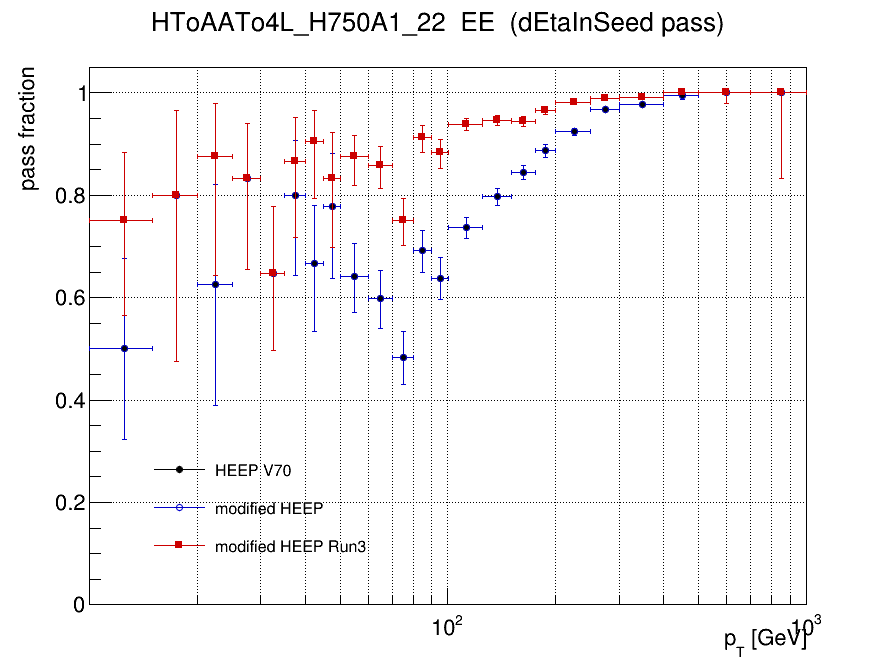 HToAATo4L_H750A1_22 EE (dEtaInSeed pass)
pass fraction
1
0.8
0.6
0.4
0.2
0
HEEP V70
modified HEEP
modified HEEP Run3
10²
10³
p_T [GeV]